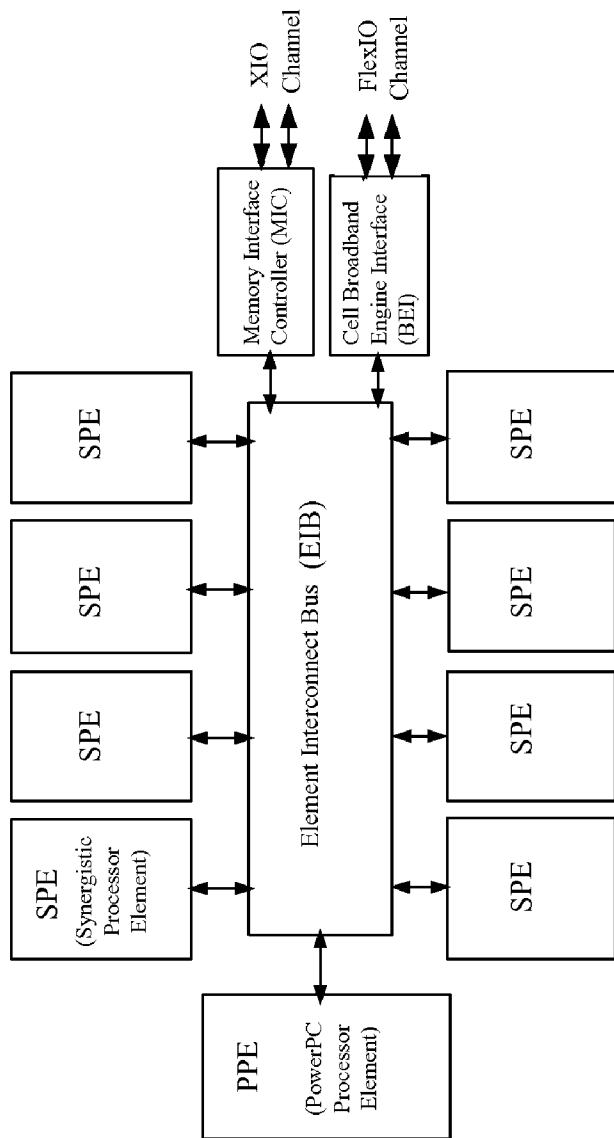 PPE
(PowerPC
Processor
Element)
SPE
(Synergistic
Processor
Element)
SPE
SPE
SPE
Element Interconnect Bus (EIB)
SPE
SPE
SPE
SPE
Memory Interface
Controller (MIC)
XIO
Channel
Cell Broadband
Engine Interface
(BEI)
FlexIO
Channel